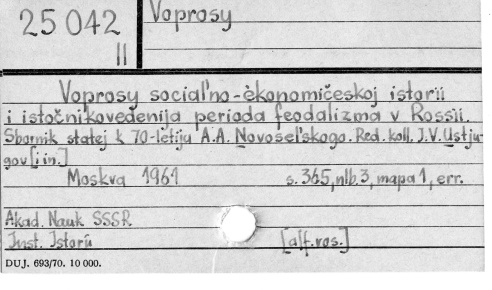 25 042
II
Voprosy
Voprosy social'no-èkonomičeskoj istorii
i istočnikovedenija perioda feodalizma v Rossii.
Sbornik statej k 70-letiju A.A. Novosel'skogo. Red. koll. J.V. Ustju-
gov [i in.]
Moskva 1961 s. 365, nlb. 3, mapa 1, err.
Akad. Nauk SSSR
Inst. Istorii [alf. ros.]
DUJ. 693/70. 10 000.